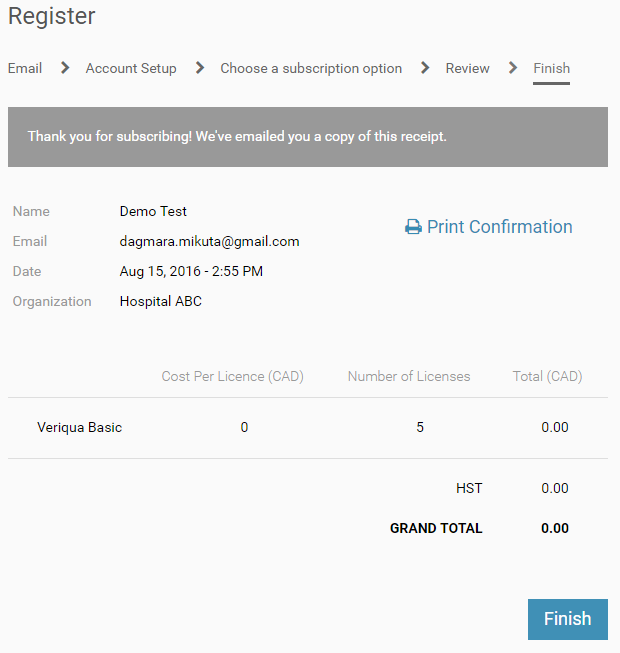 Register
Email > Account Setup > Choose a subscription option > Review > Finish
Thank you for subscribing! We've emailed you a copy of this receipt.
Name Demo Test
Print Confirmation
Email dagmara.mikuta@gmail.com
Date Aug 15, 2016 - 2:55 PM
Organization Hospital ABC
Cost Per Licence (CAD) Number of Licenses Total (CAD)
Veriqua Basic 0 5 0.00
HST 0.00
GRAND TOTAL 0.00
Finish